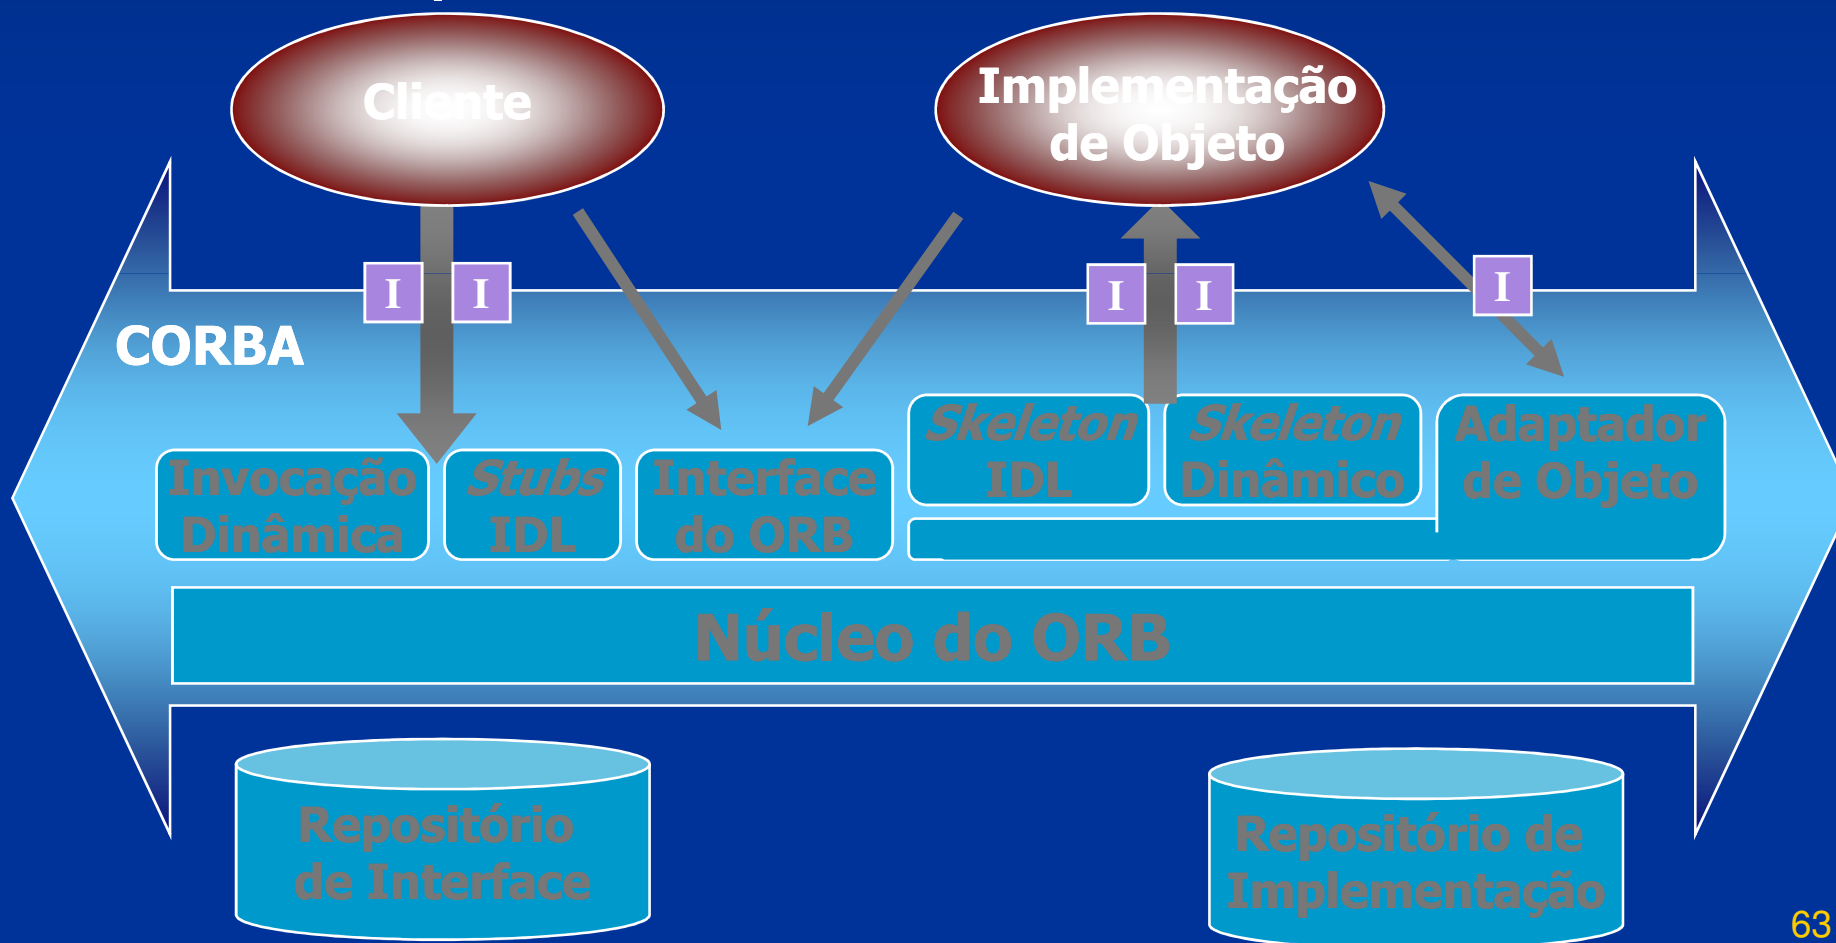 Cliente
Implementação
de Objeto
I I
I I
I
CORBA
Invocação
Dinâmica
Stubs
IDL
Interface
do ORB
Skeleton
IDL
Skeleton
Dinâmico
Adaptador
de Objeto
Núcleo do ORB
Repositório
de Interface
Repositório de
Implementação
63